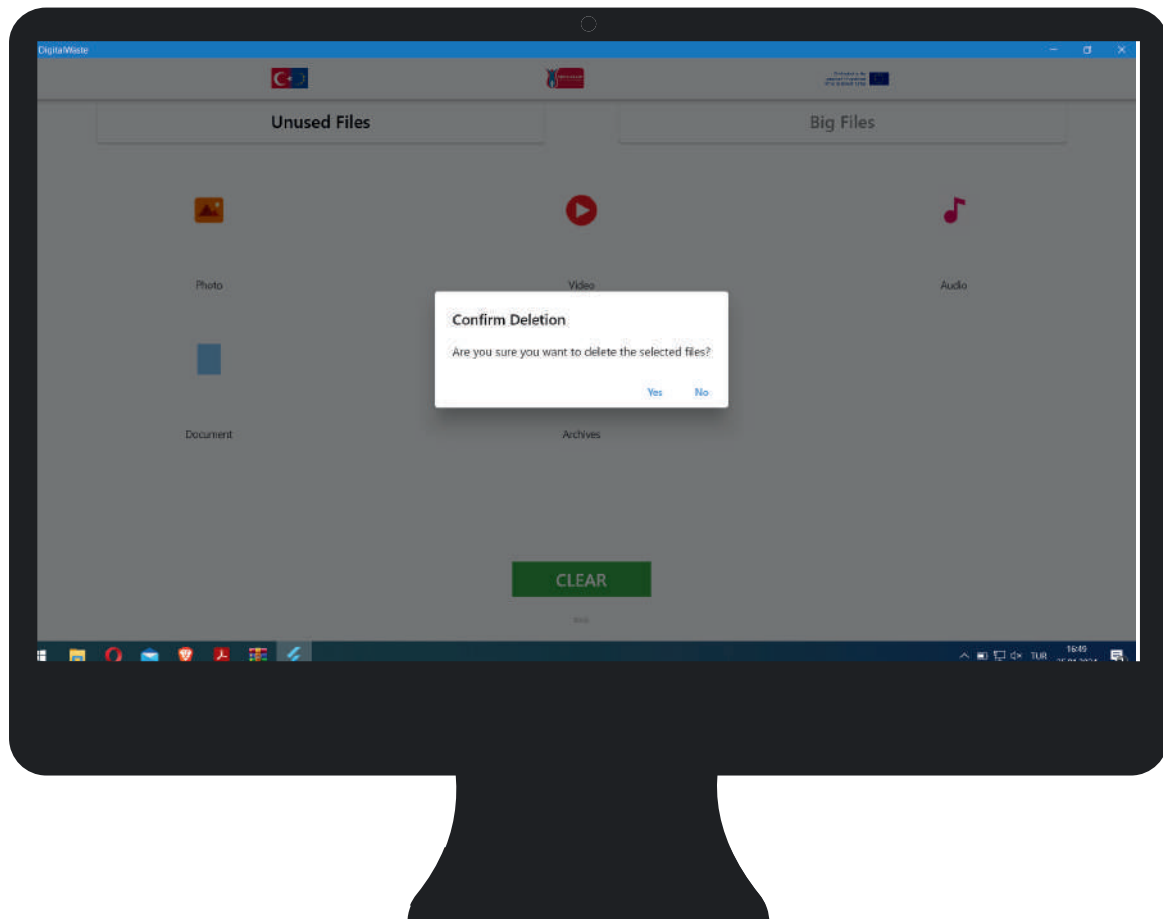 DigitalWaste
Unused Files
Big Files
Photo
Video
Audio
Confirm Deletion
Are you sure you want to delete the selected files?
Yes
No
Document
Archives
CLEAR
TUR
16:49